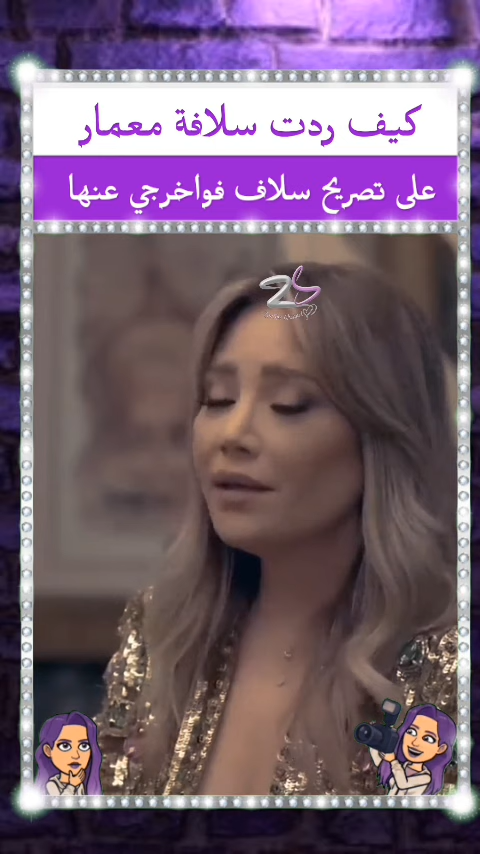 كيف ردت سلافة معمار
على تصريح سلاف فواخرجي عنها